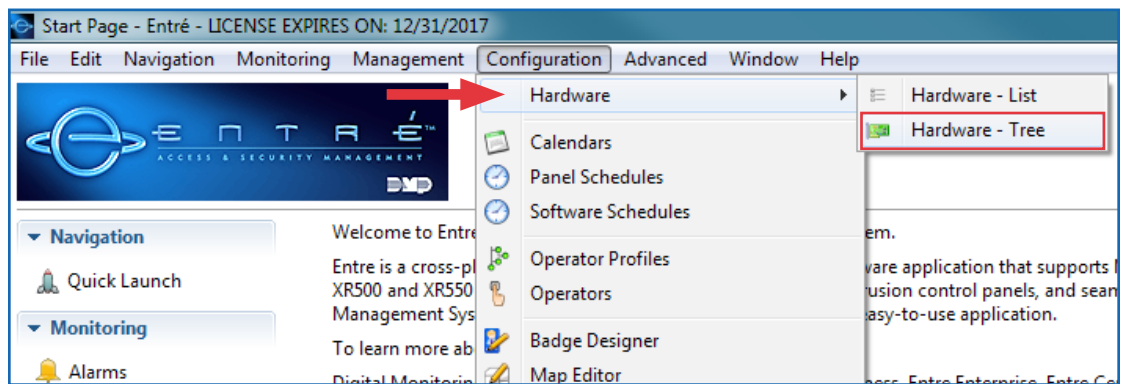 Start Page - Entré - LICENSE EXPIRES ON: 12/31/2017
File Edit Navigation Monitoring Management Configuration Advanced Window Help
Hardware
Hardware - List
Hardware - Tree
ENTRÉ™
ACCESS & SECURITY MANAGEMENT
DMP
Calendars
Panel Schedules
Software Schedules
Operator Profiles
Operators
Badge Designer
Map Editor
Navigation
Quick Launch
Monitoring
Alarms
Welcome to Entre
em.
Entre is a cross-pl
ware application that supports
XR500 and XR550
rusion control panels, and sean
Management Sys
easy-to-use application.
To learn more ab
Digital Monitorin
ness, Entre Enterprise, Entre Co